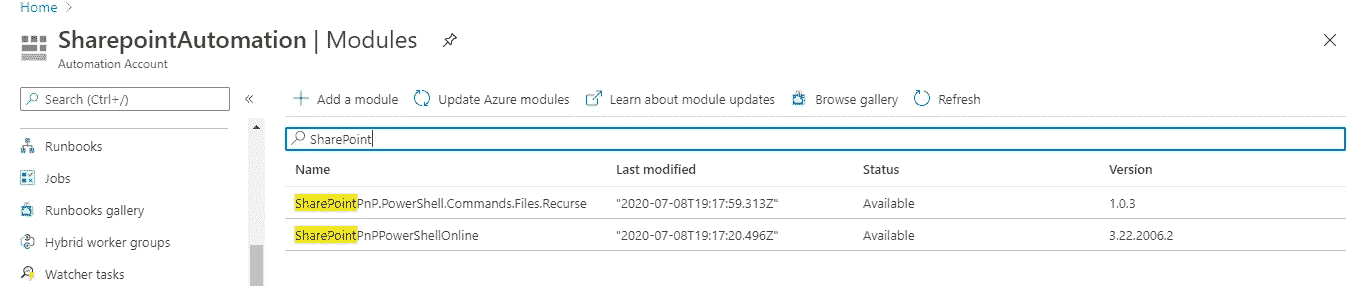 Home >
SharepointAutomation | Modules
Automation Account
Search (Ctrl+/) «
Add a module Update Azure modules Learn about module updates Browse gallery Refresh
SharePoint
Runbooks
Jobs
Runbooks gallery
Hybrid worker groups
Watcher tasks
Name Last modified Status Version
SharePointPnP.PowerShell.Commands.Files.Recurse "2020-07-08T19:17:59.313Z" Available 1.0.3
SharePointPnPPowerShellOnline "2020-07-08T19:17:20.496Z" Available 3.22.2006.2